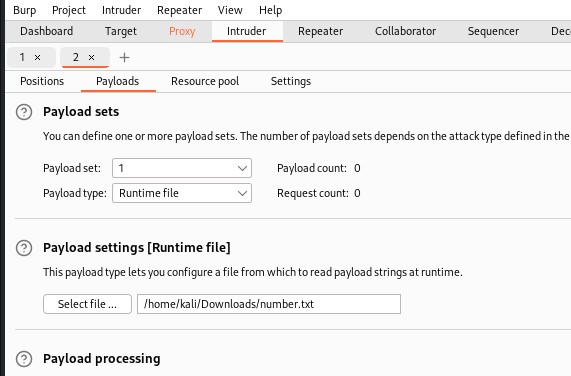 Burp Project Intruder Repeater View Help
Dashboard Target Proxy Intruder Repeater Collaborator Sequencer Deco
1 × 2 × +
Positions Payloads Resource pool Settings
? Payload sets
You can define one or more payload sets. The number of payload sets depends on the attack type defined in the
Payload set: 1 Payload count: 0
Payload type: Runtime file Request count: 0
? Payload settings [Runtime file]
This payload type lets you configure a file from which to read payload strings at runtime.
Select file ... /home/kali/Downloads/number.txt
? Payload processing